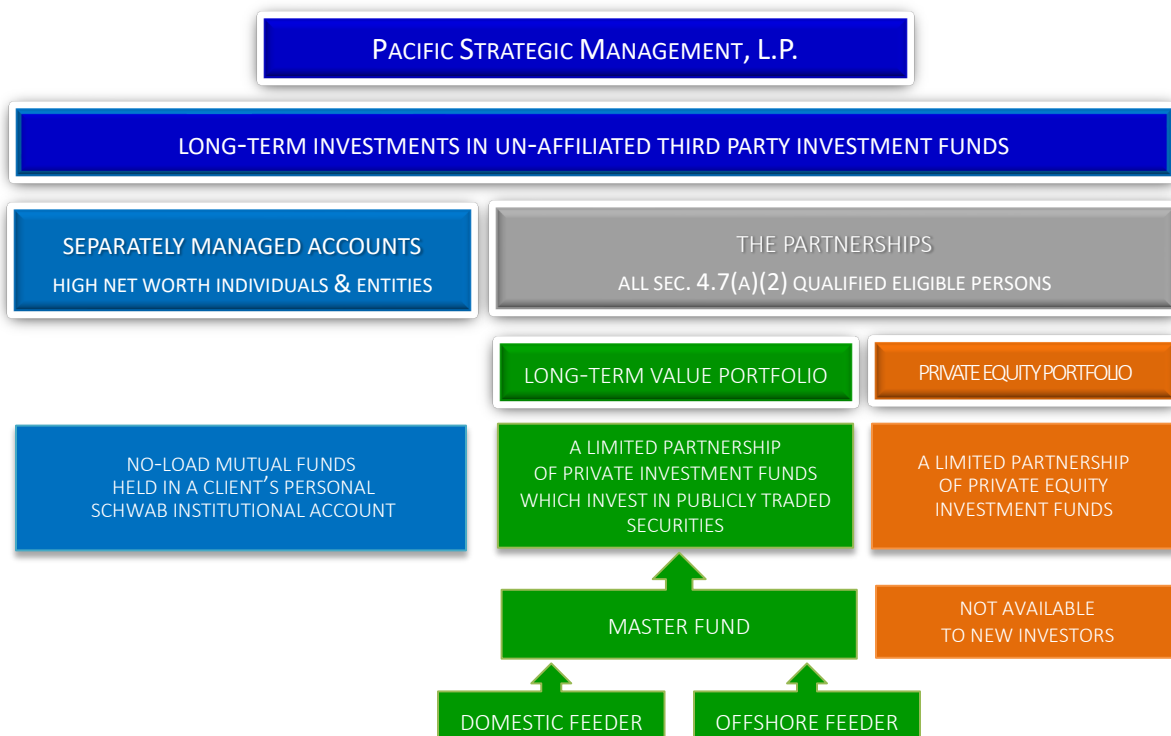 PACIFIC STRATEGIC MANAGEMENT, L.P.
LONG-TERM INVESTMENTS IN UN-AFFILIATED THIRD PARTY INVESTMENT FUNDS
SEPARATELY MANAGED ACCOUNTS
HIGH NET WORTH INDIVIDUALS & ENTITIES
THE PARTNERSHIPS
ALL SEC. 4.7(A)(2) QUALIFIED ELIGIBLE PERSONS
LONG-TERM VALUE PORTFOLIO
PRIVATE EQUITY PORTFOLIO
NO-LOAD MUTUAL FUNDS
HELD IN A CLIENT'S PERSONAL
SCHWAB INSTITUTIONAL ACCOUNT
A LIMITED PARTNERSHIP
OF PRIVATE INVESTMENT FUNDS
WHICH INVEST IN PUBLICLY TRADED
SECURITIES
A LIMITED PARTNERSHIP
OF PRIVATE EQUITY
INVESTMENT FUNDS
MASTER FUND
NOT AVAILABLE
TO NEW INVESTORS
DOMESTIC FEEDER
OFFSHORE FEEDER